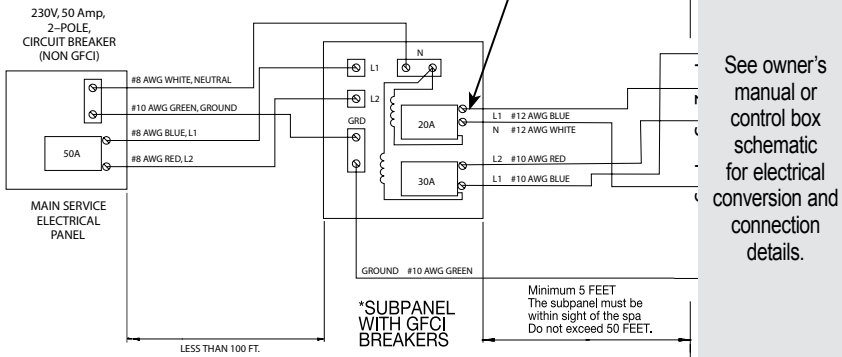 230V, 50 Amp,
2–POLE,
CIRCUIT BREAKER
(NON GFCI)
#8 AWG WHITE, NEUTRAL
#10 AWG GREEN, GROUND
#8 AWG BLUE, L1
#8 AWG RED, L2
50A
MAIN SERVICE
ELECTRICAL
PANEL
N
L1
L2
GRD
20A
30A
L1 #12 AWG BLUE
N #12 AWG WHITE
L2 #10 AWG RED
L1 #10 AWG BLUE
GROUND #10 AWG GREEN
*SUBPANEL
WITH GFCI
BREAKERS
LESS THAN 100 FT.
Minimum 5 FEET
The subpanel must be
within sight of the spa
Do not exceed 50 FEET.
See owner's
manual or
control box
schematic
for electrical
conversion and
connection
details.